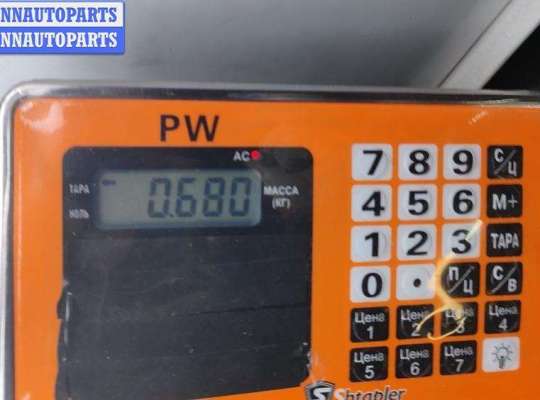 NNAUTOPARTS
NNAUTOPARTS
PW
AC
ТАРА
НОЛЬ
0.680
МАССА
(КГ)
7 8 9 С/Ц
4 5 6 М+
1 2 3 ТАРА
0 . П/Ц С/В
Цена 1 Цена 2 Цена 3 Цена 4
Цена 5 Цена 6 Цена 7
Shtapler